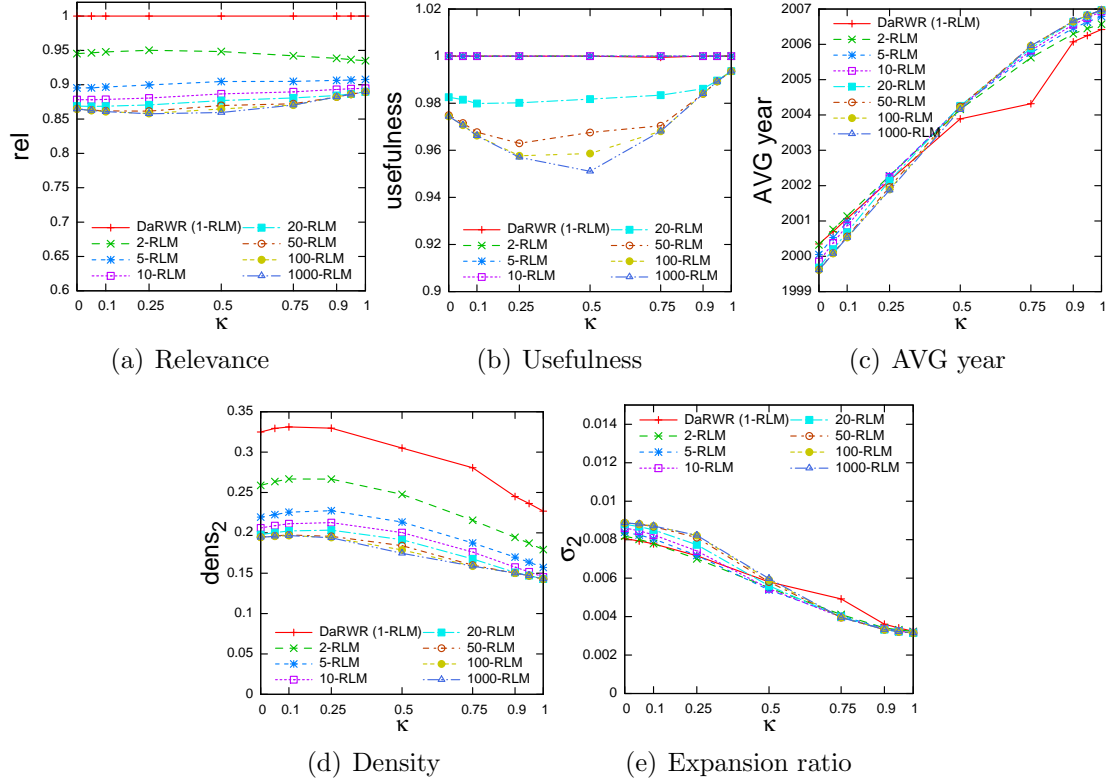 1
0.95
0.9
0.85
0.8
0.75
0.7
0.65
0.6
rel
DaRWR (1-RLM)
2-RLM
5-RLM
10-RLM
20-RLM
50-RLM
100-RLM
1000-RLM
0 0.1 0.25 0.5 0.75 0.9 1
κ
(a) Relevance
1.02
1
0.98
0.96
0.94
0.92
0.9
usefulness
DaRWR (1-RLM)
2-RLM
5-RLM
10-RLM
20-RLM
50-RLM
100-RLM
1000-RLM
0 0.1 0.25 0.5 0.75 0.9 1
κ
(b) Usefulness
2007
2006
2005
2004
2002
2001
2000
1999
AVG year
DaRWR (1-RLM)
2-RLM
5-RLM
10-RLM
20-RLM
50-RLM
100-RLM
1000-RLM
0 0.1 0.25 0.5 0.75 0.9 1
κ
(c) AVG year
0.35
0.3
0.25
0.2
0.15
0.1
0.05
0
dens2
DaRWR (1-RLM)
2-RLM
5-RLM
10-RLM
20-RLM
50-RLM
100-RLM
1000-RLM
0 0.1 0.25 0.5 0.75 0.9 1
κ
(d) Density
0.014
0.012
0.01
0.008
0.006
0.004
0.002
0
σ2
DaRWR (1-RLM)
2-RLM
5-RLM
10-RLM
20-RLM
50-RLM
100-RLM
1000-RLM
0 0.1 0.25 0.5 0.75 0.9 1
κ
(e) Expansion ratio